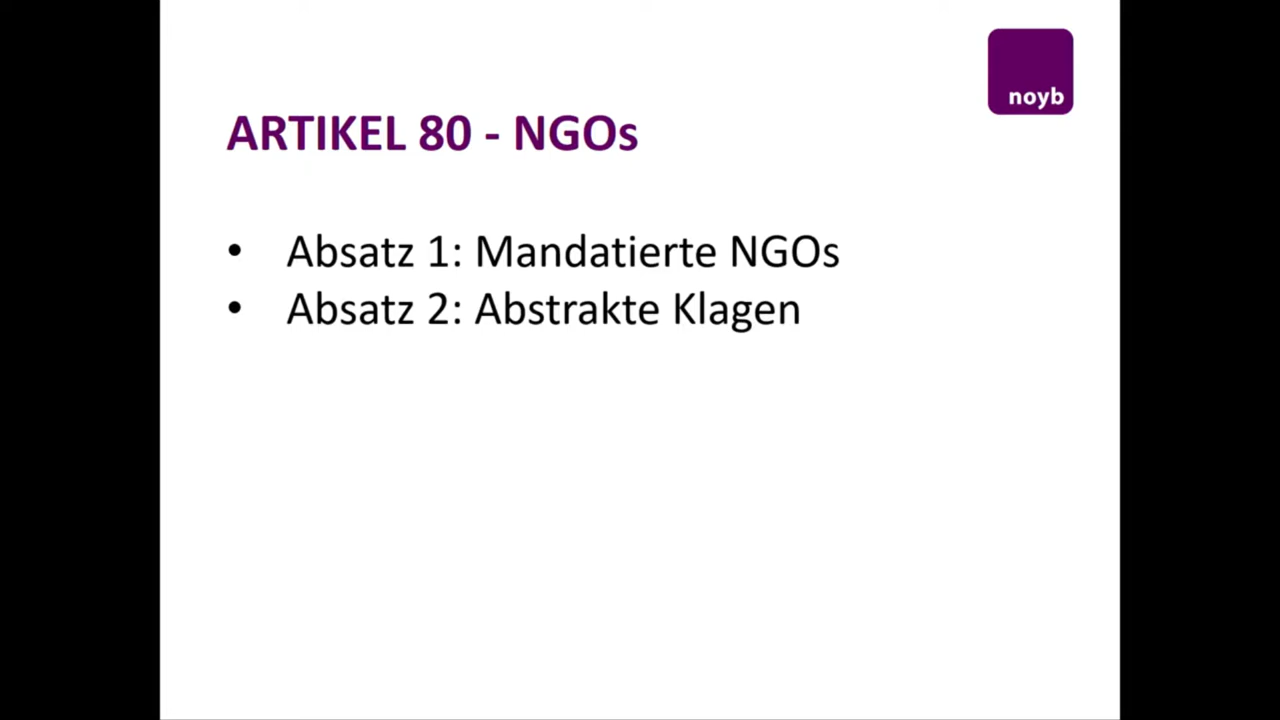 noyb
ARTIKEL 80 - NGOs
• Absatz 1: Mandatierte NGOs
• Absatz 2: Abstrakte Klagen